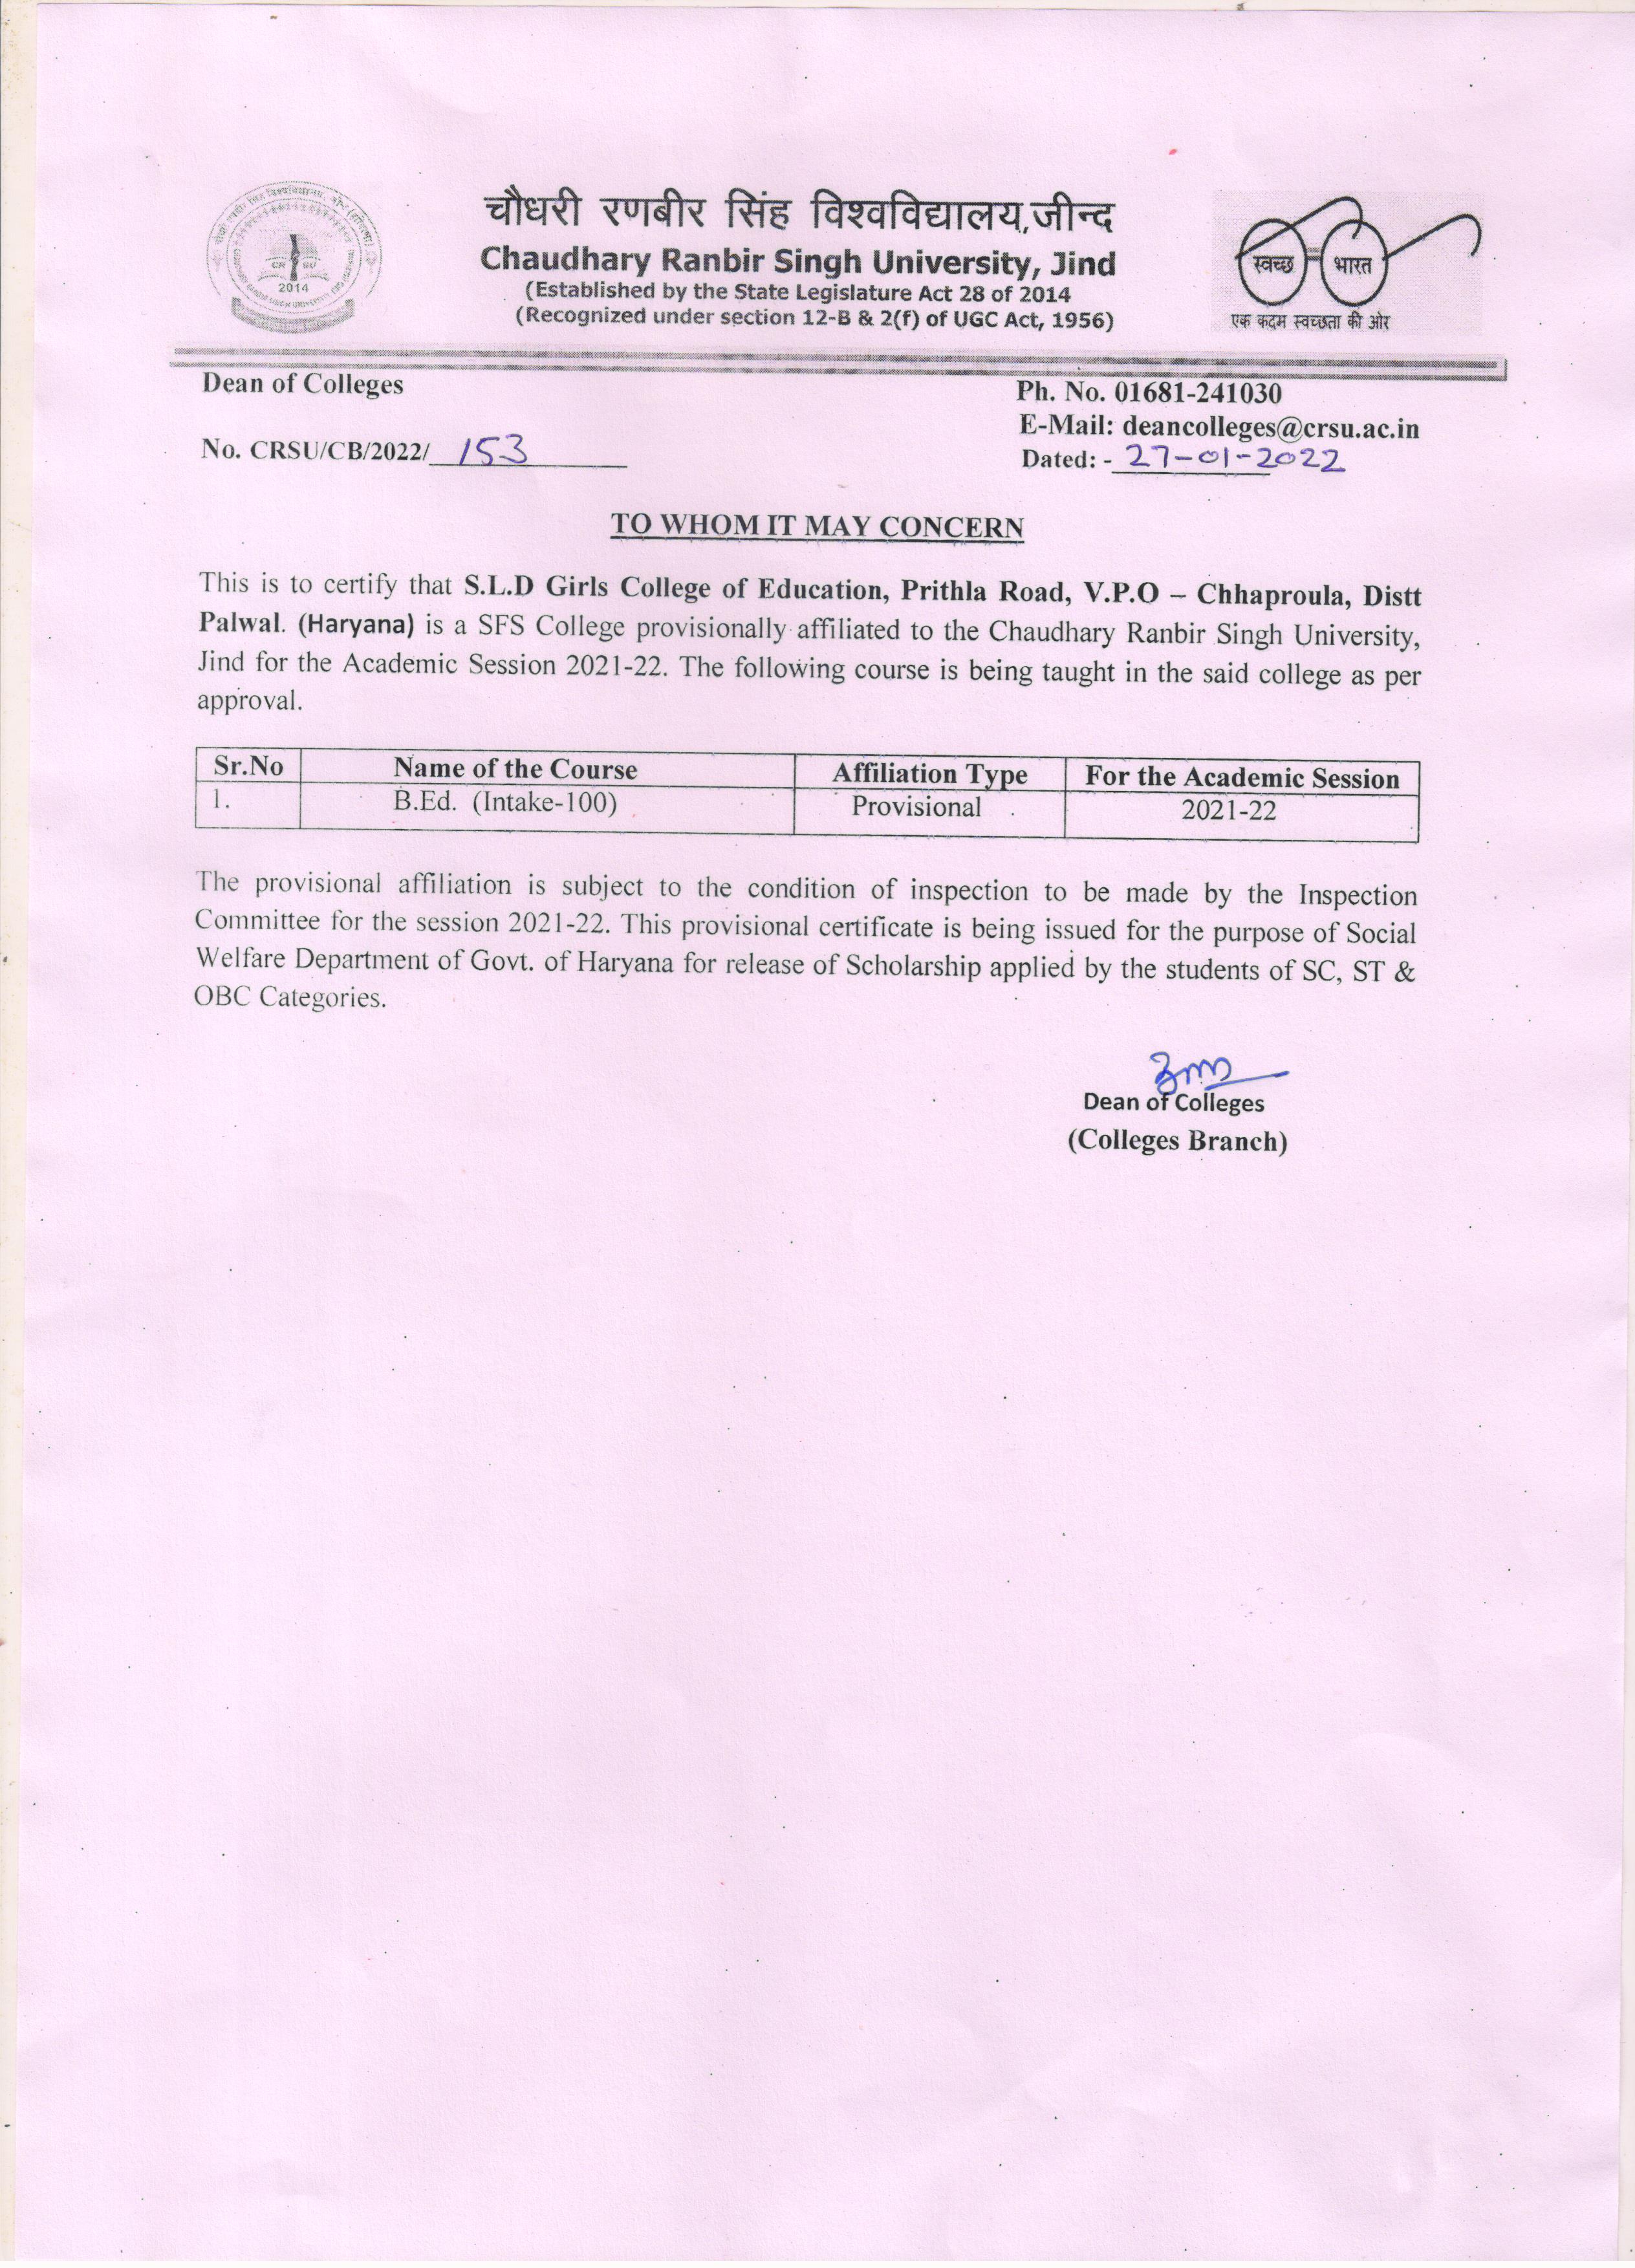 चौधरी रणबीर सिंह विश्वविद्यालय,जीन्द
Chaudhary Ranbir Singh University, Jind
(Established by the State Legislature Act 28 of 2014
(Recognized under section 12-B & 2(f) of UGC Act, 1956)
CR SU
2014
स्वच्छ भारत
एक कदम स्वच्छता की ओर
Dean of Colleges
Ph. No. 01681-241030
E-Mail: deancolleges@crsu.ac.in
No. CRSU/CB/2022/ 153
Dated: - 27-01-2022
TO WHOM IT MAY CONCERN
This is to certify that S.L.D Girls College of Education, Prithla Road, V.P.O – Chhaproula, Distt
Palwal. (Haryana) is a SFS College provisionally affiliated to the Chaudhary Ranbir Singh University,
Jind for the Academic Session 2021-22. The following course is being taught in the said college as per
approval.
Sr.No Name of the Course Affiliation Type For the Academic Session
1. B.Ed. (Intake-100) Provisional 2021-22
The provisional affiliation is subject to the condition of inspection to be made by the Inspection
Committee for the session 2021-22. This provisional certificate is being issued for the purpose of Social
Welfare Department of Govt. of Haryana for release of Scholarship applied by the students of SC, ST &
OBC Categories.
Dean of Colleges
(Colleges Branch)